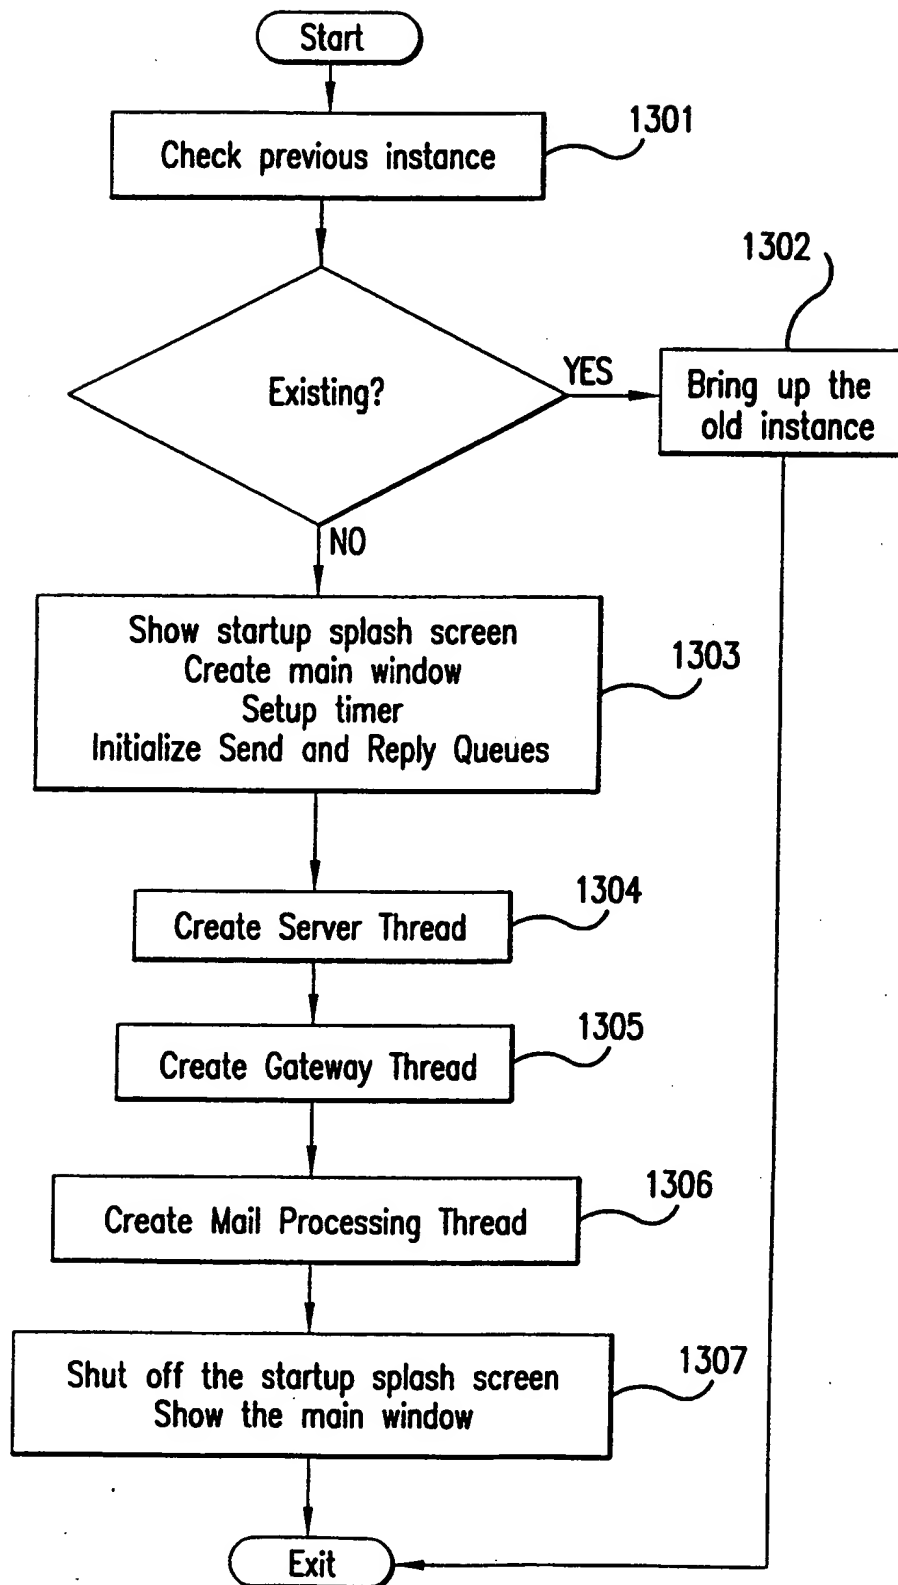 Start
Check previous instance
1301
Existing?
YES
1302
Bring up the
old instance
NO
Show startup splash screen
Create main window
Setup timer
Initialize Send and Reply Queues
1303
Create Server Thread
1304
Create Gateway Thread
1305
Create Mail Processing Thread
1306
Shut off the startup splash screen
Show the main window
1307
Exit